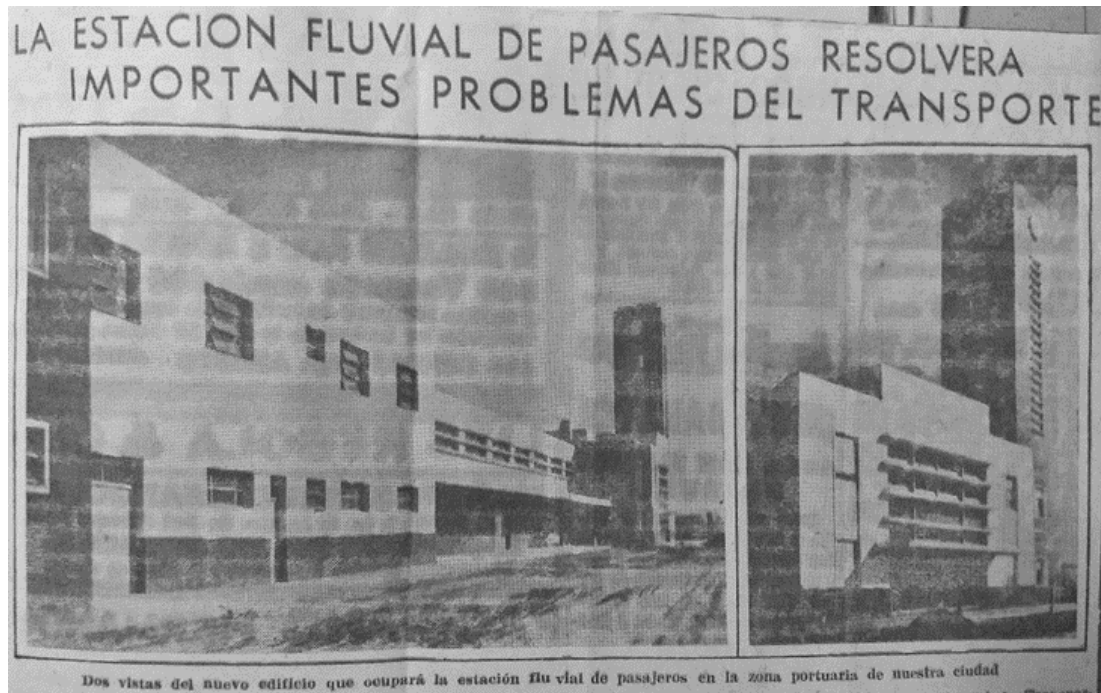 LA ESTACION FLUVIAL DE PASAJEROS RESOLVERA
IMPORTANTES PROBLEMAS DEL TRANSPORTE
Dos vistas del nuevo edificio que ocupará la estación flu vial de pasajeros en la zona portuaria de nuestra ciudad